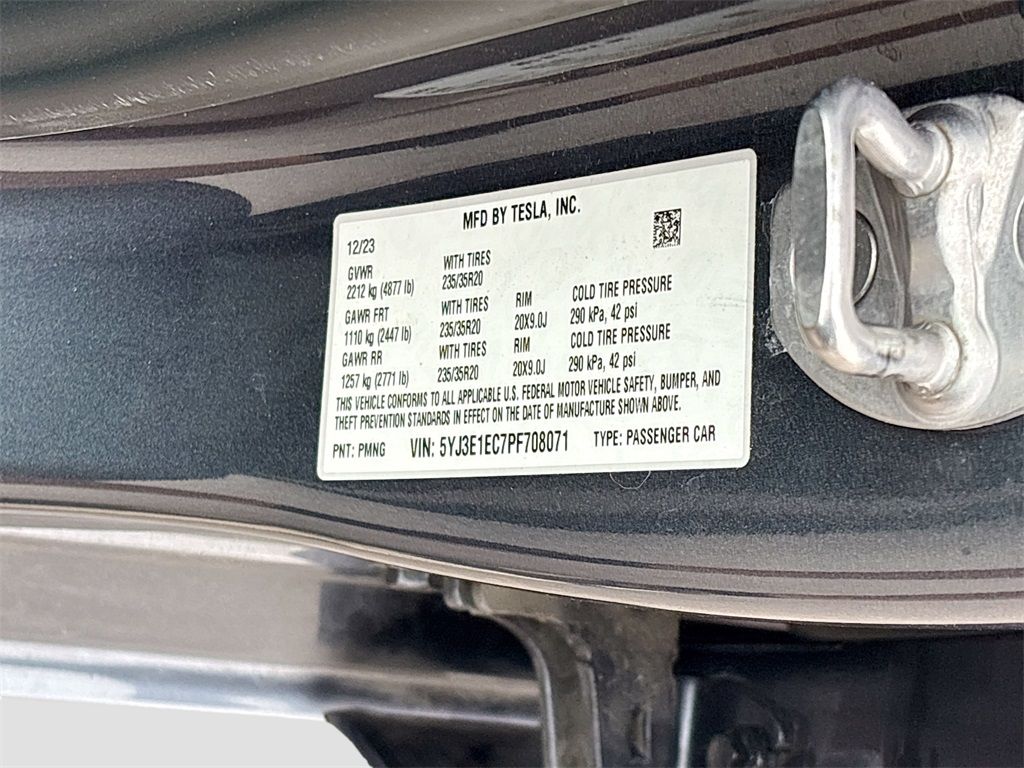 MFD BY TESLA, INC.
12/23
GVWR WITH TIRES
2212 kg (4877 lb) 235/35R20
GAWR FRT WITH TIRES RIM COLD TIRE PRESSURE
1110 kg (2447 lb) 235/35R20 20X9.0J 290 kPa, 42 psi
GAWR RR WITH TIRES RIM COLD TIRE PRESSURE
1257 kg (2771 lb) 235/35R20 20X9.0J 290 kPa, 42 psi
THIS VEHICLE CONFORMS TO ALL APPLICABLE U.S. FEDERAL MOTOR VEHICLE SAFETY, BUMPER, AND
THEFT PREVENTION STANDARDS IN EFFECT ON THE DATE OF MANUFACTURE SHOWN ABOVE.
PNT: PMNG VIN: 5YJ3E1EC7PF708071 TYPE: PASSENGER CAR